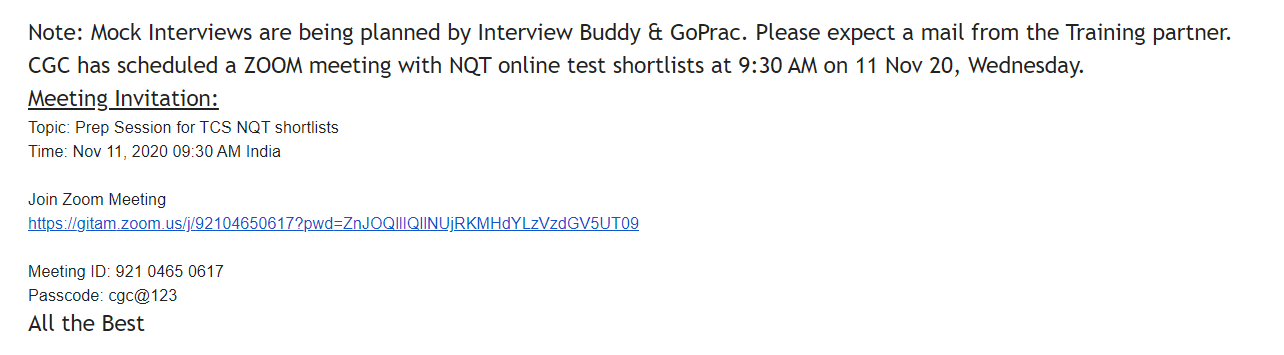 Note: Mock Interviews are being planned by Interview Buddy & GoPrac. Please expect a mail from the Training partner.
CGC has scheduled a ZOOM meeting with NQT online test shortlists at 9:30 AM on 11 Nov 20, Wednesday.
Meeting Invitation:
Topic: Prep Session for TCS NQT shortlists
Time: Nov 11, 2020 09:30 AM India
Join Zoom Meeting
https://gitam.zoom.us/j/92104650617?pwd=ZnJOQlllQllNUjRKMHdYLzVzdGV5UT09
Meeting ID: 921 0465 0617
Passcode: cgc@123
All the Best